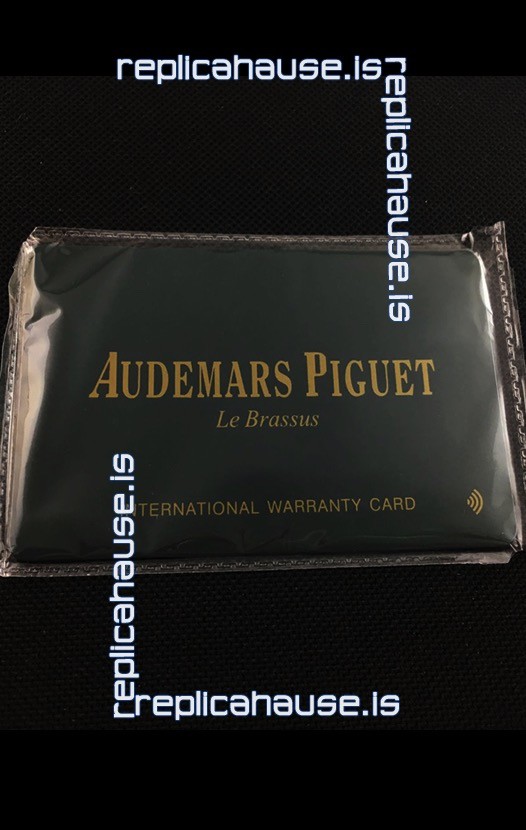 replicahause.is
replicahause.is
AUDEMARS PIGUET
Le Brassus
INTERNATIONAL WARRANTY CARD
replicahause.is
replicahause.is